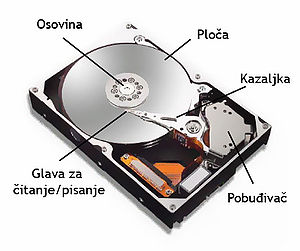 Osovina
Ploča
Kazaljka
Glava za
čitanje/pisanje
Pobuđivač